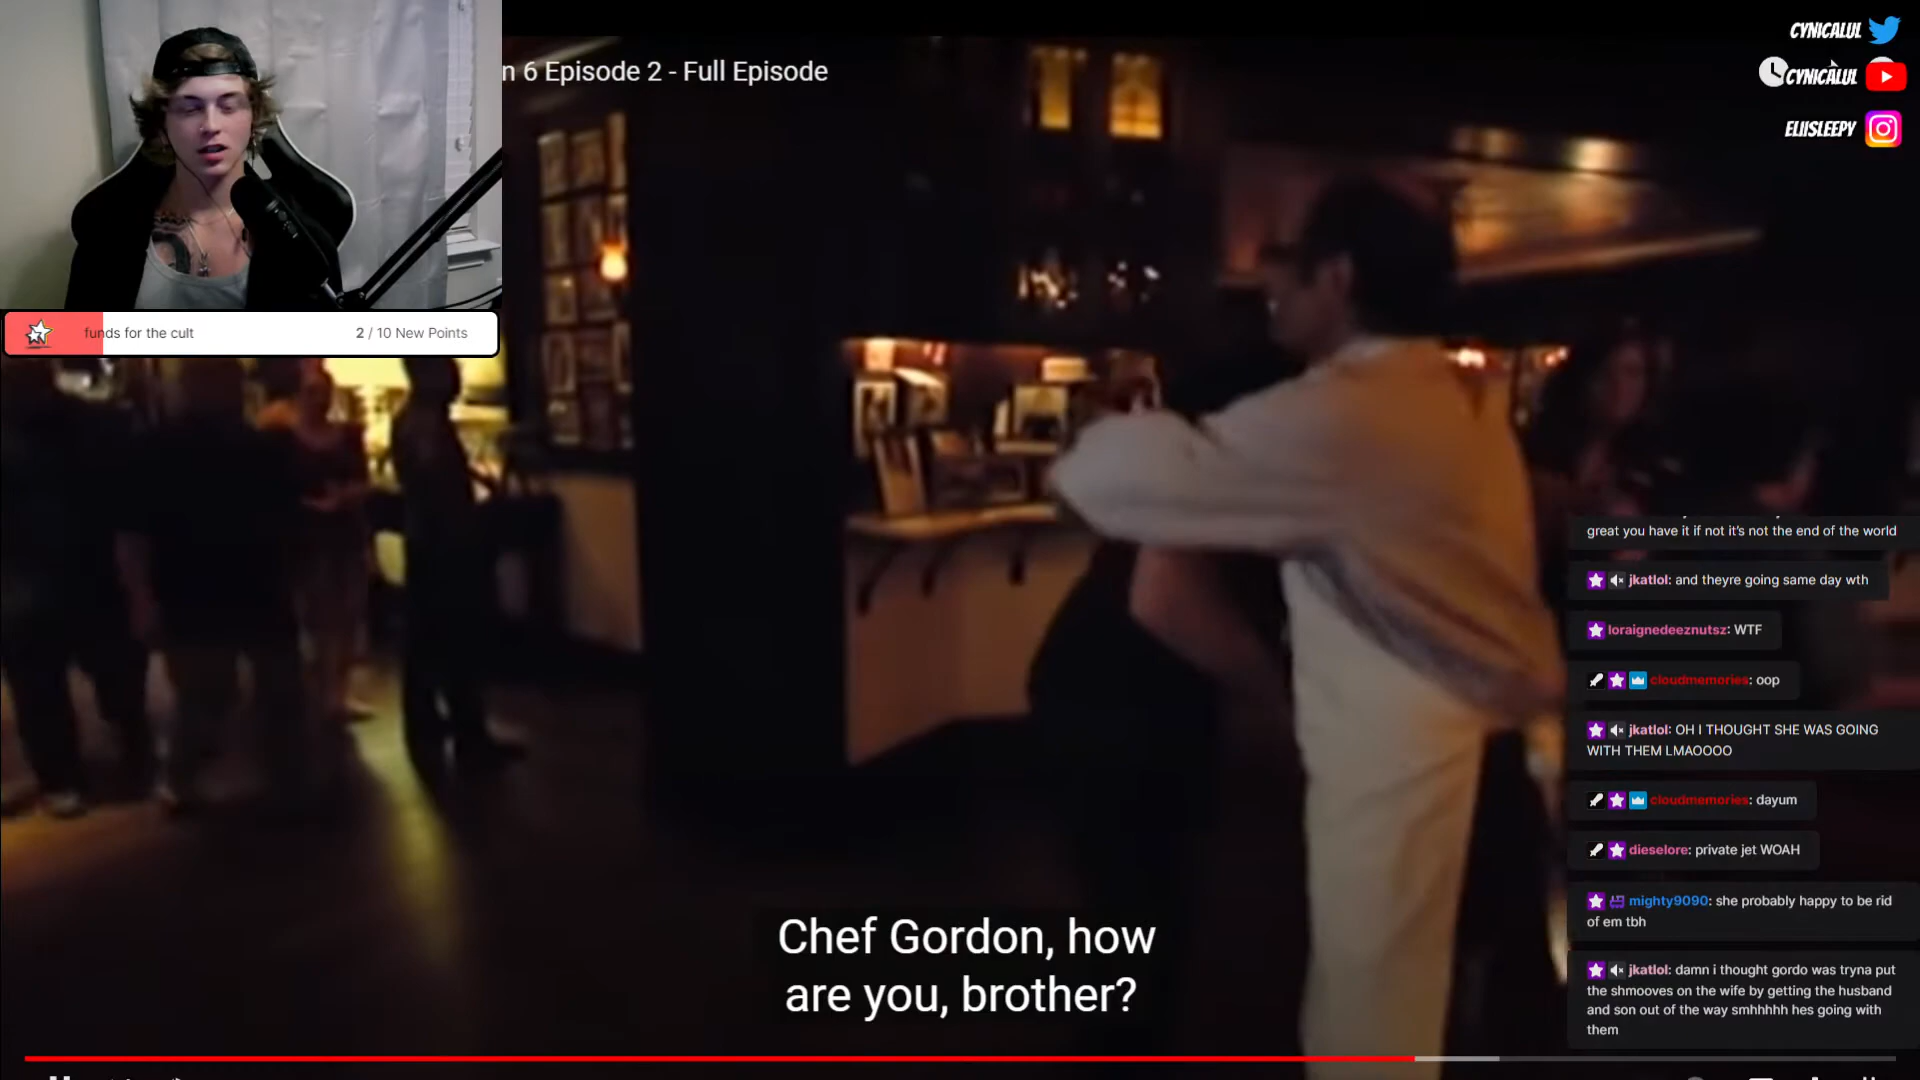 n 6 Episode 2 - Full Episode
CYNICALUL
CYNICALUL
ELIISLEEPY
funds for the cult
2 / 10 New Points
great you have it if not it's not the end of the world
jkatlol: and theyre going same day wth
loraignedeeznutsz: WTF
cloudmemories: oop
jkatlol: OH I THOUGHT SHE WAS GOING
WITH THEM LMAOOOO
cloudmemories: dayum
dieselore: private jet WOAH
mighty9090: she probably happy to be rid
of em tbh
jkatlol: damn i thought gordo was tryna put
the shmooves on the wife by getting the husband
and son out of the way smhhhhh hes going with
them
Chef Gordon, how
are you, brother?